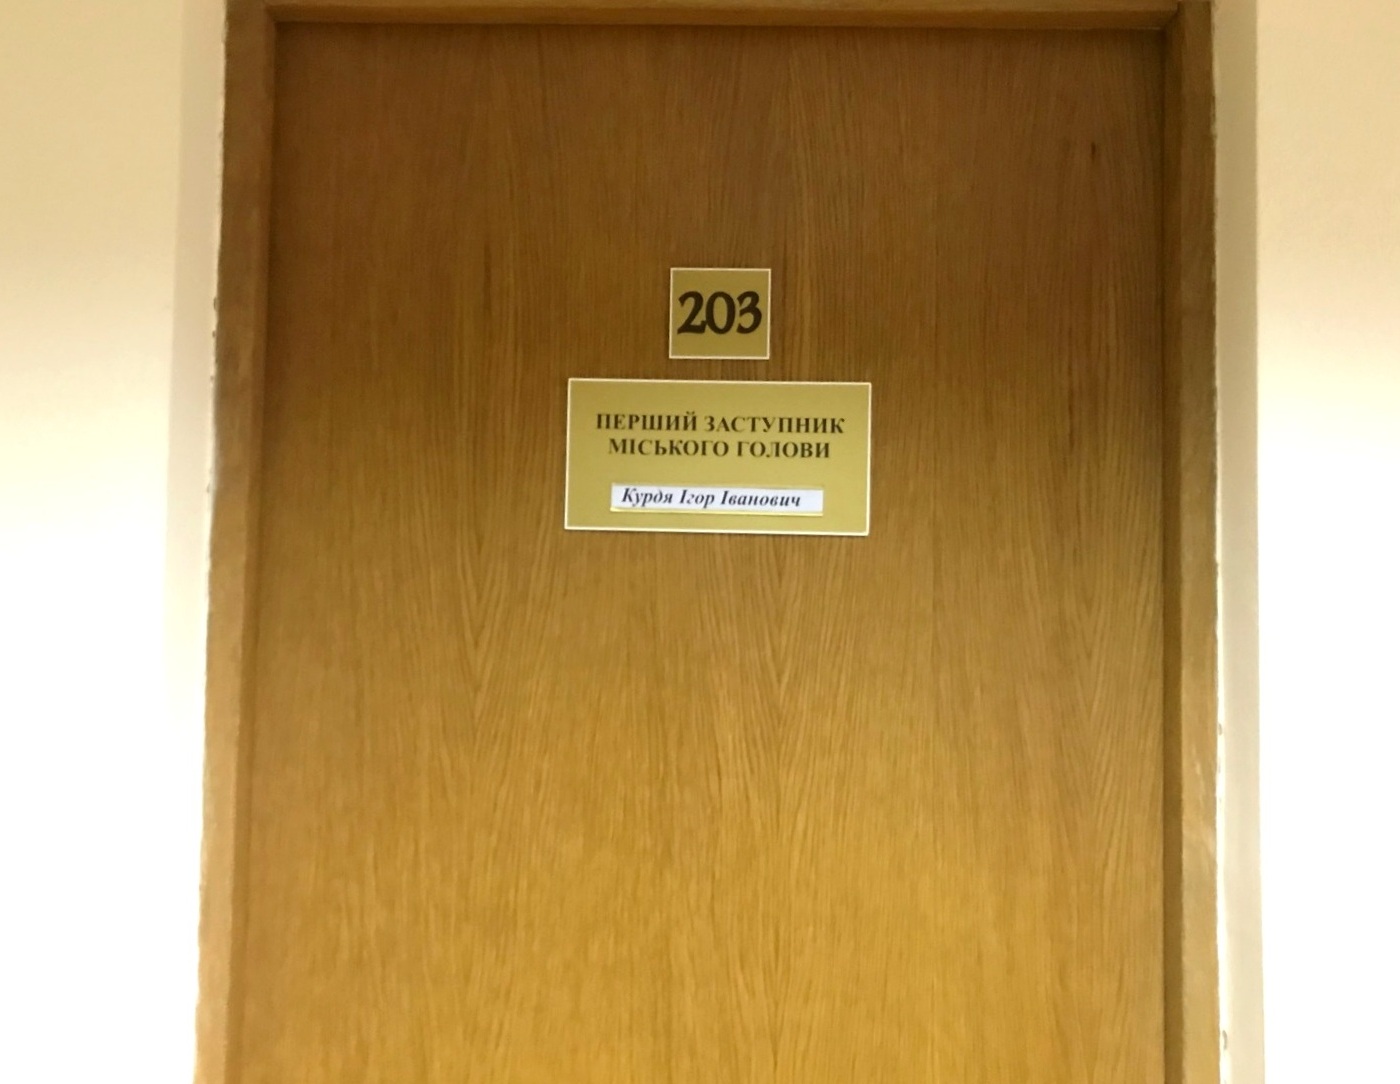 203
ПЕРШИЙ ЗАСТУПНИК
МІСЬКОГО ГОЛОВИ
Курдя Ігор Іванович